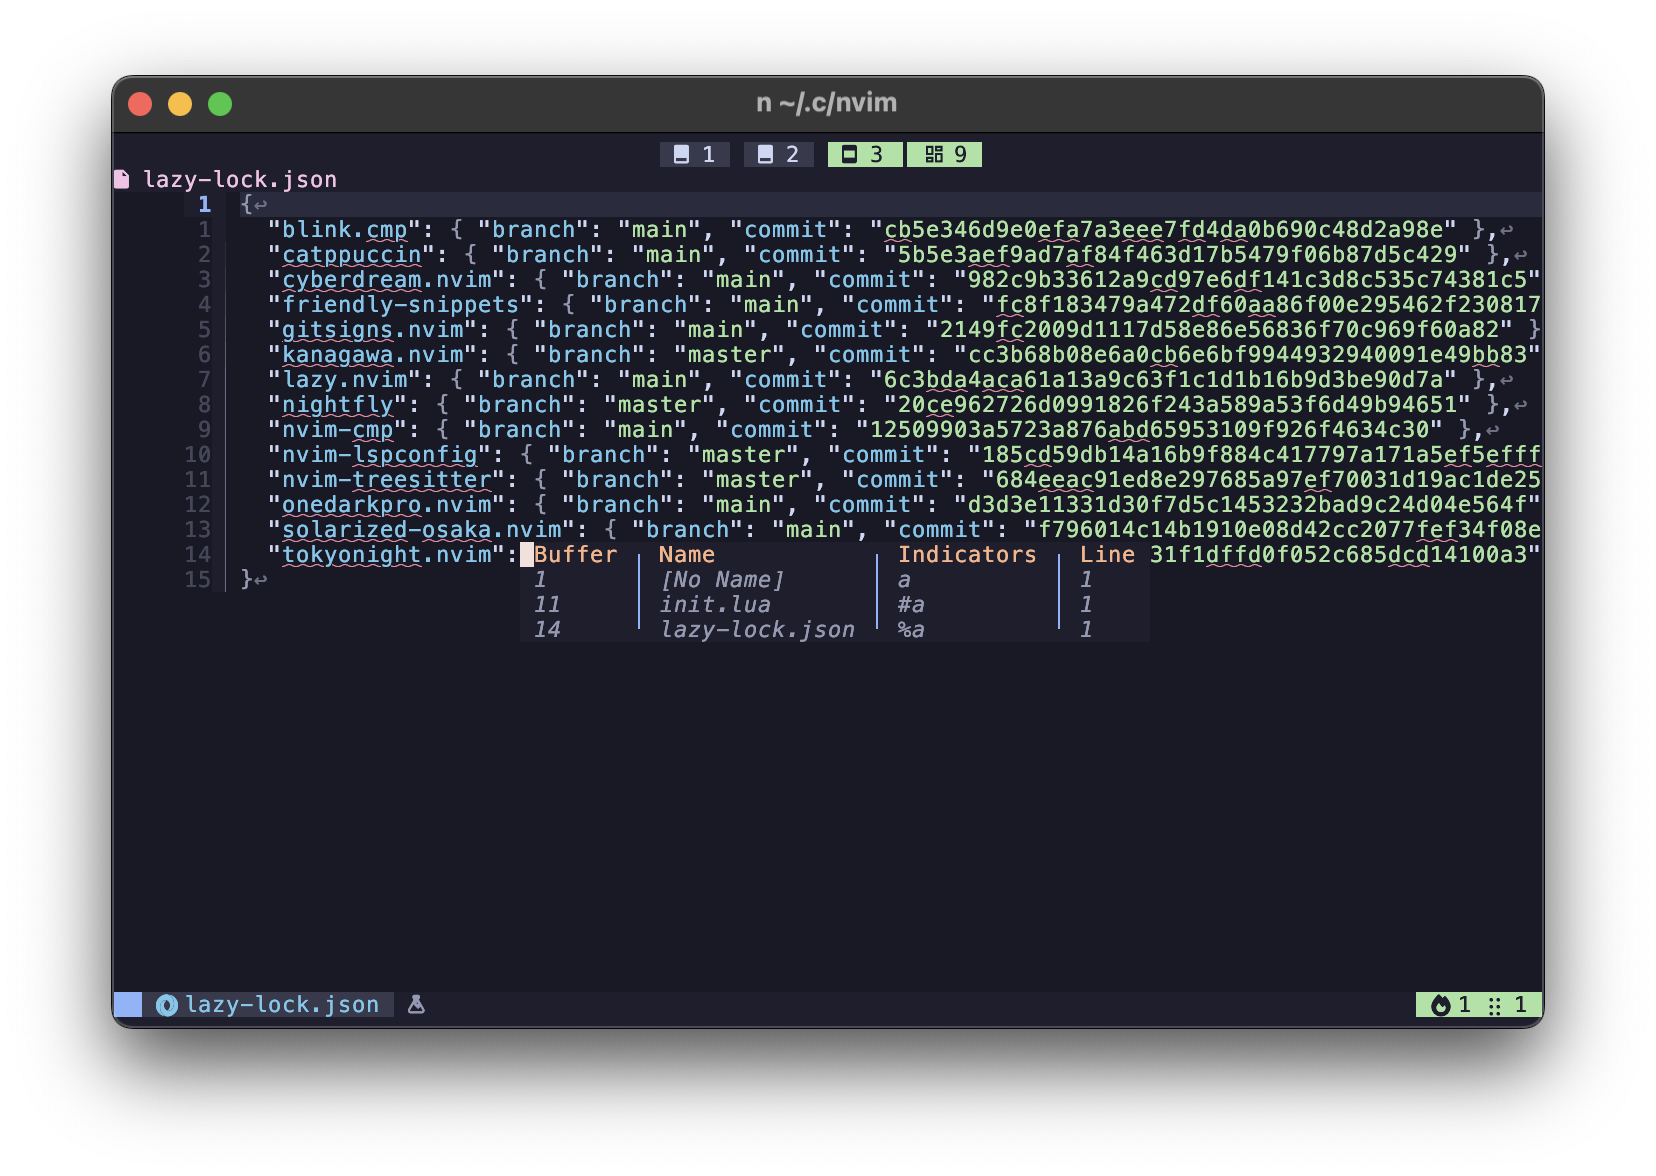 n ~/.c/nvim
1 2 3 9
lazy-lock.json
1 {↩
1 "blink.cmp": { "branch": "main", "commit": "cb5e346d9e0efa7a3eee7fd4da0b690c48d2a98e" },↩
2 "catppuccin": { "branch": "main", "commit": "5b5e3aef9ad7af84f463d17b5479f06b87d5c429" },↩
3 "cyberdream.nvim": { "branch": "main", "commit": "982c9b33612a9cd97e6df141c3d8c535c74381c5"
4 "friendly-snippets": { "branch": "main", "commit": "fc8f183479a472df60aa86f00e295462f230817
5 "gitsigns.nvim": { "branch": "main", "commit": "2149fc2009d1117d58e86e56836f70c969f60a82" }
6 "kanagawa.nvim": { "branch": "master", "commit": "cc3b68b08e6a0cb6e6bf9944932940091e49bb83"
7 "lazy.nvim": { "branch": "main", "commit": "6c3bda4aca61a13a9c63f1c1d1b16b9d3be90d7a" },↩
8 "nightfly": { "branch": "master", "commit": "20ce962726d0991826f243a589a53f6d49b94651" },↩
9 "nvim-cmp": { "branch": "main", "commit": "12509903a5723a876abd65953109f926f4634c30" },↩
10 "nvim-lspconfig": { "branch": "master", "commit": "185cd59db14a16b9f884c417797a171a5ef5efff
11 "nvim-treesitter": { "branch": "master", "commit": "684eeac91ed8e297685a97ef70031d19ac1de25
12 "onedarkpro.nvim": { "branch": "main", "commit": "d3d3e11331d30f7d5c1453232bad9c24d04e564f"
13 "solarized-osaka.nvim": { "branch": "main", "commit": "f796014c14b1910e08d42cc2077fef34f08e
14 "tokyonight.nvim": Buffer Name Indicators Line 31f1dffd0f052c685dcd14100a3"
15 }↩ 1 [No Name] a 1
11 init.lua #a 1
14 lazy-lock.json %a 1
lazy-lock.json 1 1